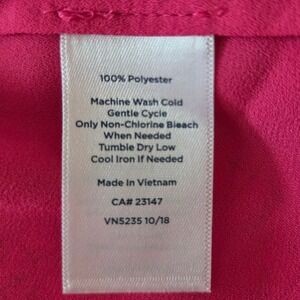 100% Polyester
Machine Wash Cold
Gentle Cycle
Only Non-Chlorine Bleach
When Needed
Tumble Dry Low
Cool Iron If Needed
Made In Vietnam
CA# 23147
VN5235 10/18